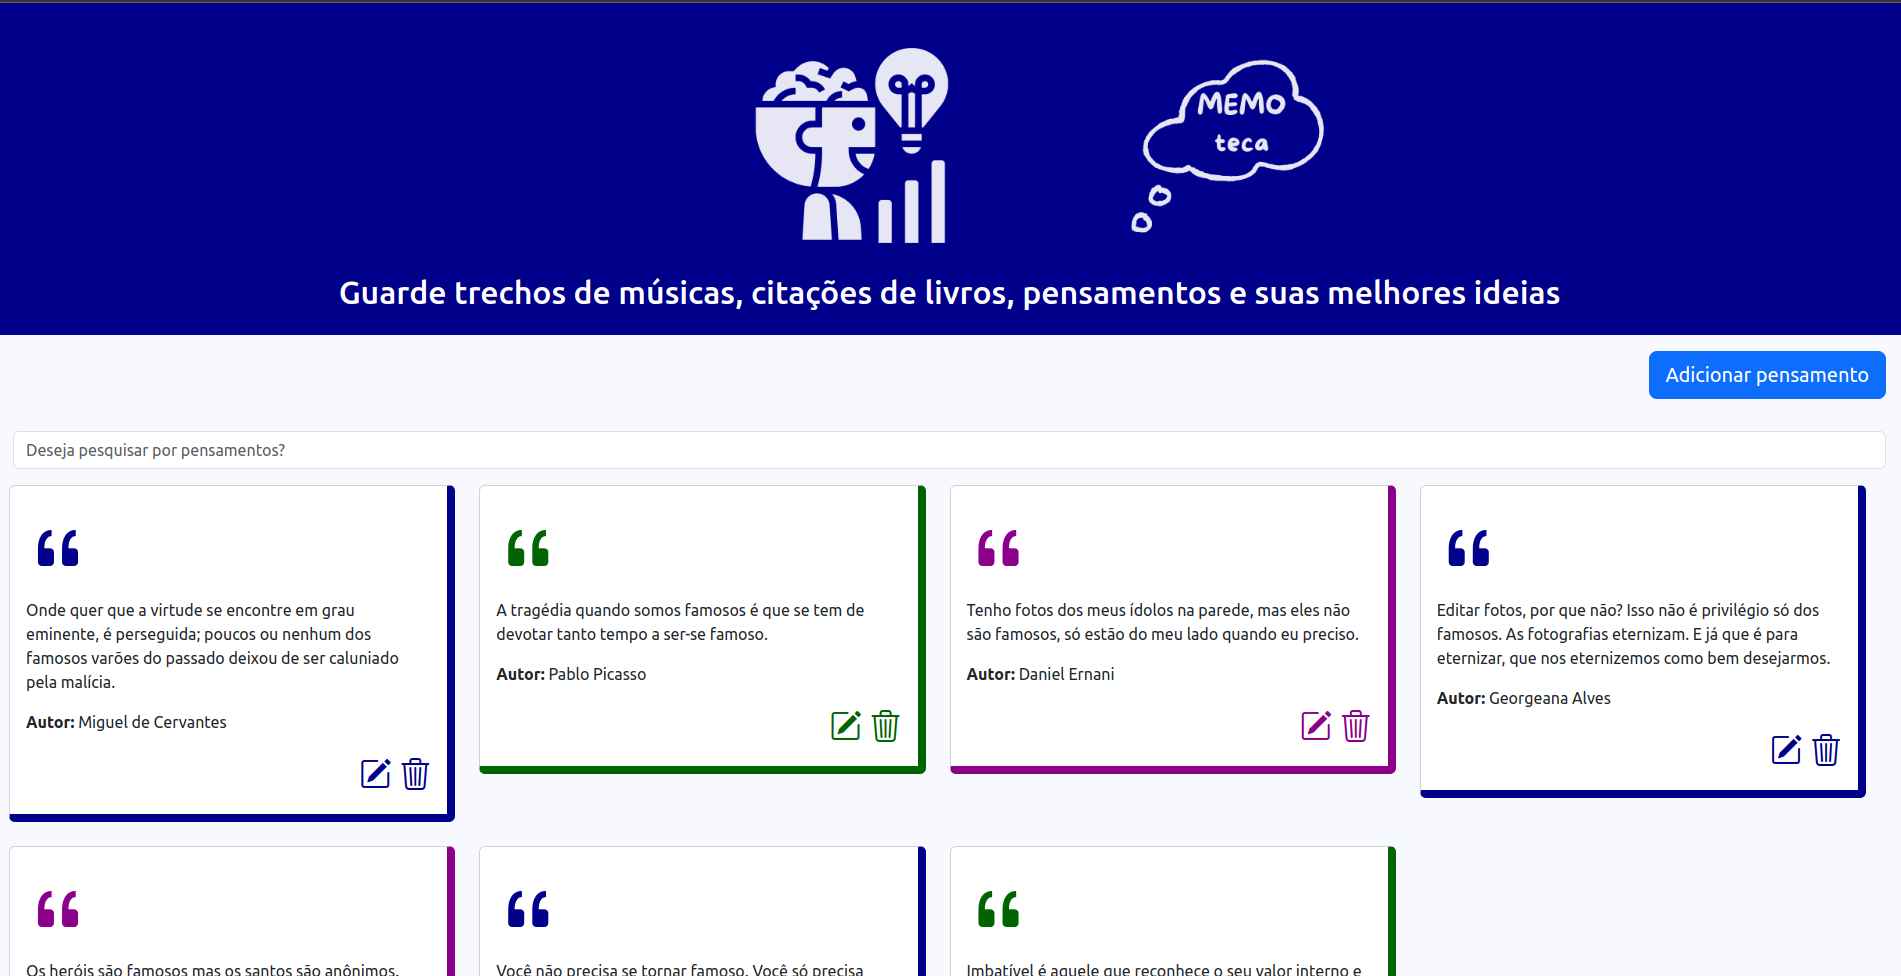 MEMO
teca
Guarde trechos de músicas, citações de livros, pensamentos e suas melhores ideias
Adicionar pensamento
Deseja pesquisar por pensamentos?
Onde quer que a virtude se encontre em grau
eminente, é perseguida; poucos ou nenhum dos
famosos varões do passado deixou de ser caluniado
pela malícia.
Autor: Miguel de Cervantes
A tragédia quando somos famosos é que se tem de
devotar tanto tempo a ser-se famoso.
Autor: Pablo Picasso
Tenho fotos dos meus ídolos na parede, mas eles não
são famosos, só estão do meu lado quando eu preciso.
Autor: Daniel Ernani
Editar fotos, por que não? Isso não é privilégio só dos
famosos. As fotografias eternizam. E já que é para
eternizar, que nos eternizemos como bem desejarmos.
Autor: Georgeana Alves
Os heróis são famosos mas os santos são anônimos.
Você não precisa se tornar famoso. Você só precisa
Imbatível é aquele que reconhece o seu valor interno e